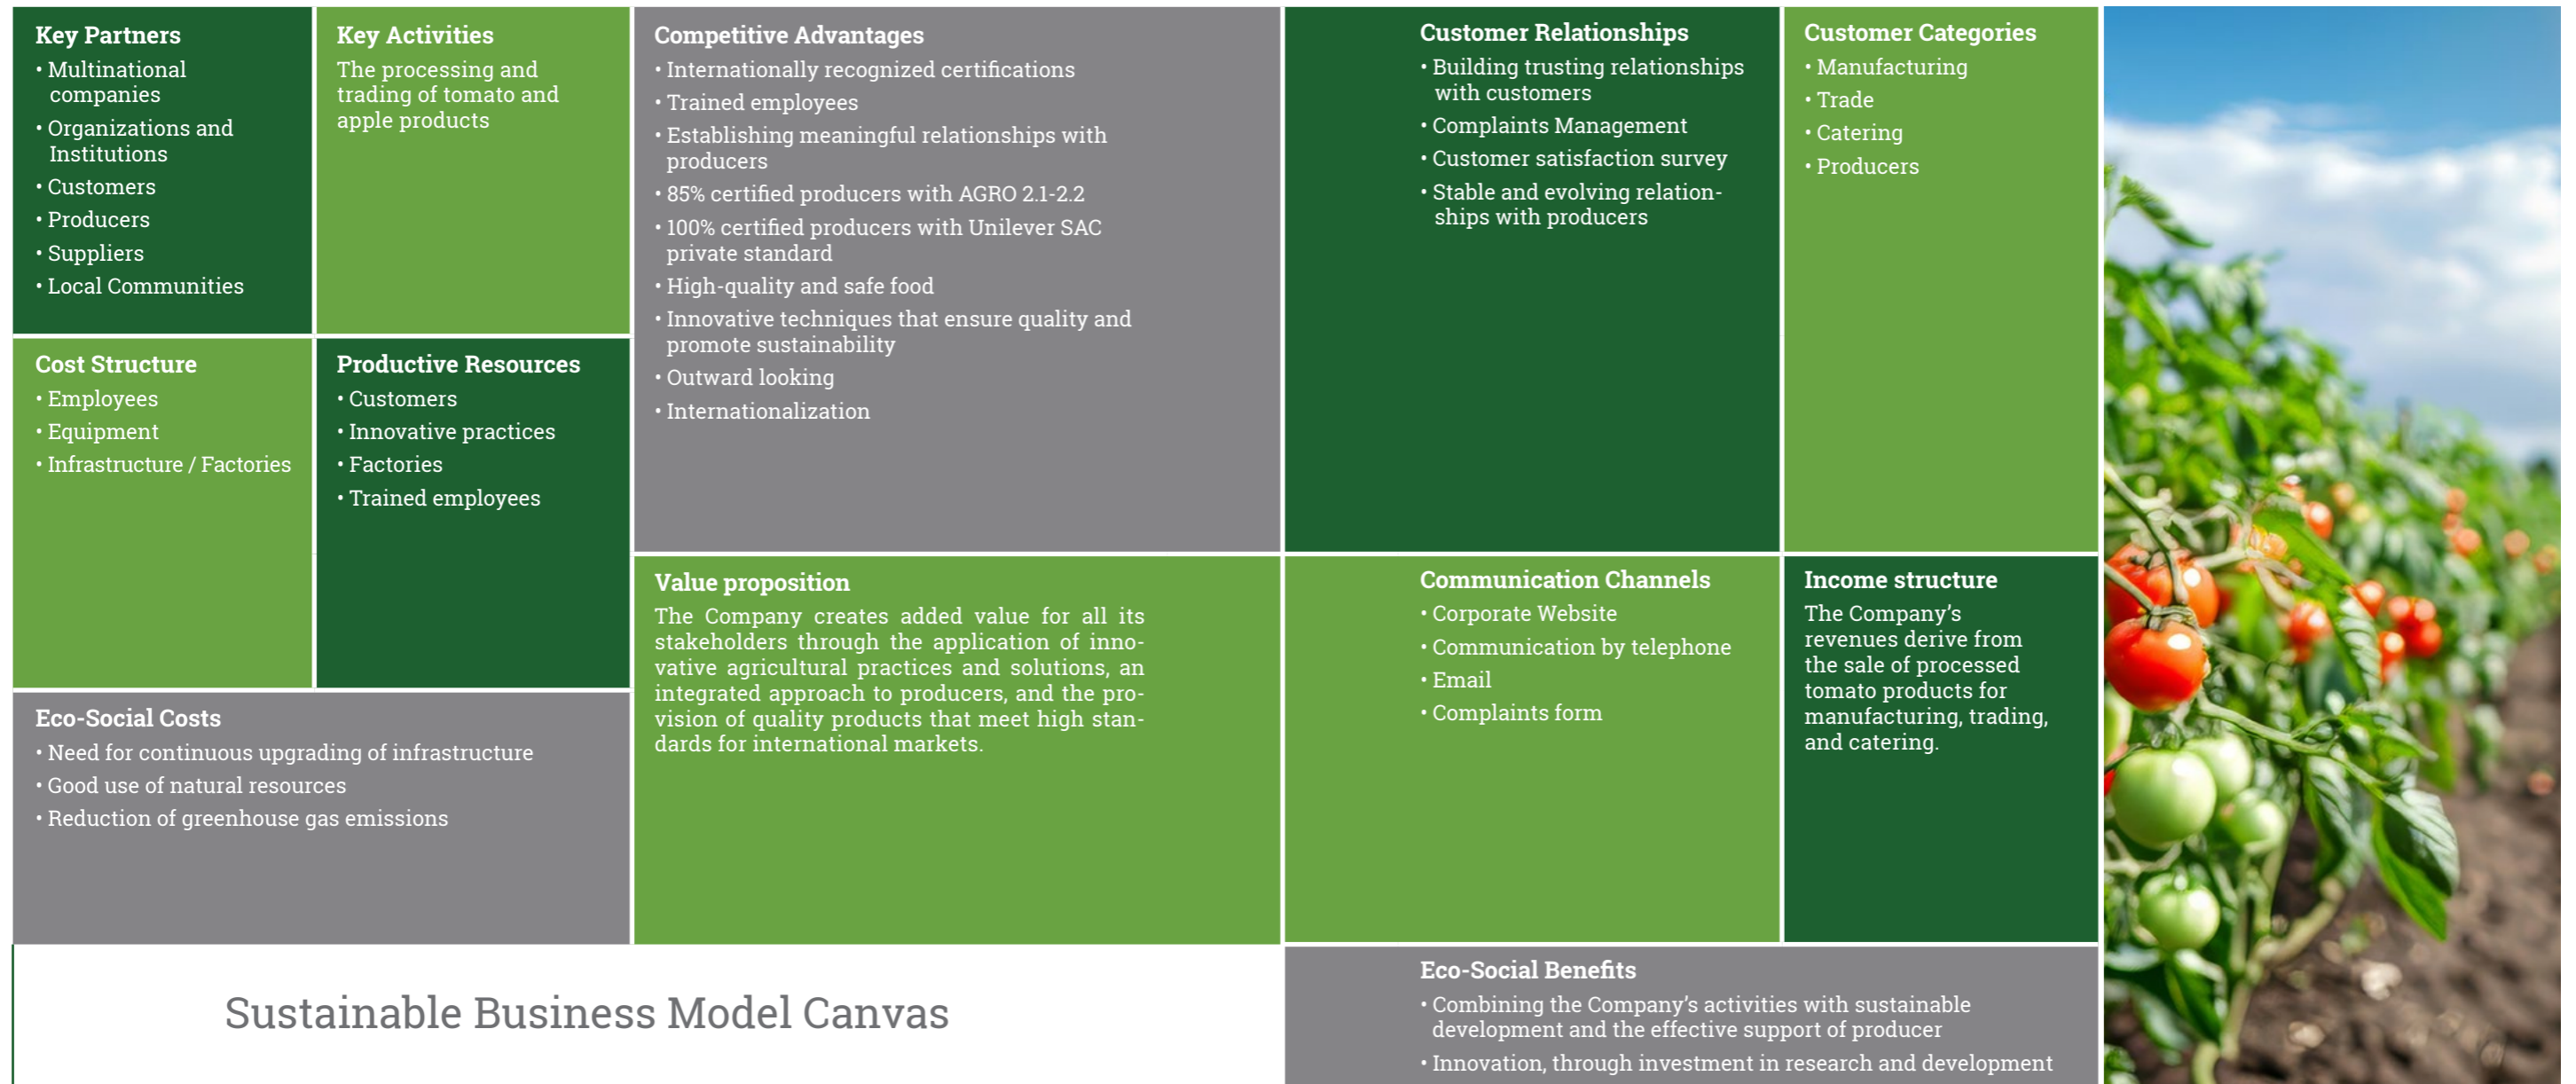 Key Partners
• Multinational
companies
• Organizations and
Institutions
• Customers
• Producers
• Suppliers
• Local Communities
Key Activities
The processing and
trading of tomato and
apple products
Competitive Advantages
• Internationally recognized certifications
• Trained employees
• Establishing meaningful relationships with
producers
• 85% certified producers with AGRO 2.1-2.2
• 100% certified producers with Unilever SAC
private standard
• High-quality and safe food
• Innovative techniques that ensure quality and
promote sustainability
• Outward looking
• Internationalization
Customer Relationships
• Building trusting relationships
with customers
• Complaints Management
• Customer satisfaction survey
• Stable and evolving relation-
ships with producers
Customer Categories
• Manufacturing
• Trade
• Catering
• Producers
Cost Structure
• Employees
• Equipment
• Infrastructure / Factories
Productive Resources
• Customers
• Innovative practices
• Factories
• Trained employees
Value proposition
The Company creates added value for all its
stakeholders through the application of inno-
vative agricultural practices and solutions, an
integrated approach to producers, and the pro-
vision of quality products that meet high stan-
dards for international markets.
Communication Channels
• Corporate Website
• Communication by telephone
• Email
• Complaints form
Income structure
The Company's
revenues derive from
the sale of processed
tomato products for
manufacturing, trading,
and catering.
Eco-Social Costs
• Need for continuous upgrading of infrastructure
• Good use of natural resources
• Reduction of greenhouse gas emissions
Sustainable Business Model Canvas
Eco-Social Benefits
• Combining the Company's activities with sustainable
development and the effective support of producer
• Innovation, through investment in research and development